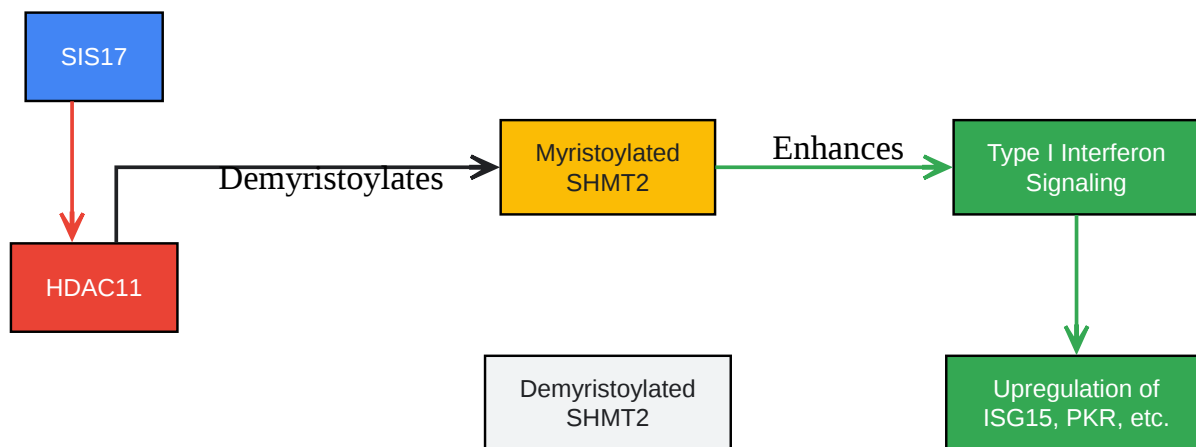 SIS17
HDAC11
Demyristoylates
Myristoylated
SHMT2
Enhances
Type I Interferon
Signaling
Demyristoylated
SHMT2
Upregulation of
ISG15, PKR, etc.